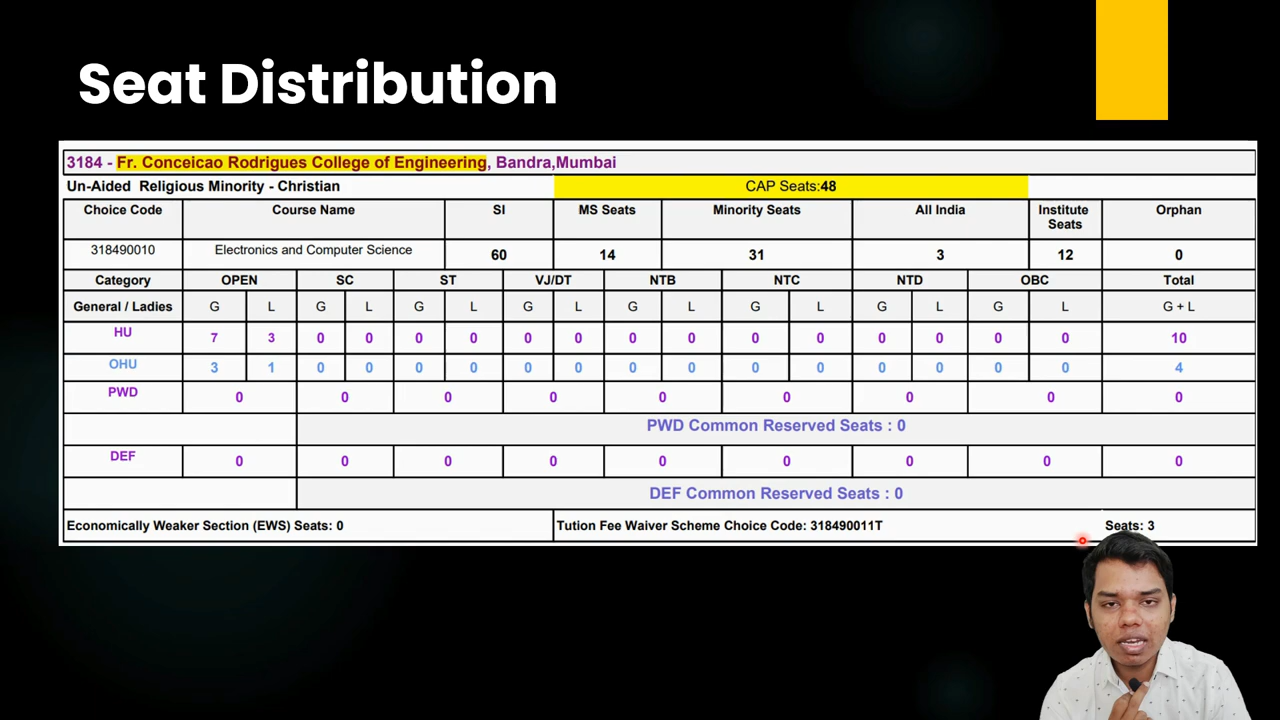 Seat Distribution
3184 - Fr. Conceicao Rodrigues College of Engineering, Bandra,Mumbai
Un-Aided Religious Minority - Christian CAP Seats:48
Choice Code Course Name SI MS Seats Minority Seats All India Institute Seats Orphan
318490010 Electronics and Computer Science 60 14 31 3 12 0
Category OPEN SC ST VJ/DT NTB NTC NTD OBC Total
General / Ladies G L G L G L G L G L G L G L G L G + L
HU 7 3 0 0 0 0 0 0 0 0 0 0 0 0 0 0 10
OHU 3 1 0 0 0 0 0 0 0 0 0 0 0 0 0 0 4
PWD 0 0 0 0 0 0 0 0 0
PWD Common Reserved Seats : 0
DEF 0 0 0 0 0 0 0 0 0
DEF Common Reserved Seats : 0
Economically Weaker Section (EWS) Seats: 0 Tution Fee Waiver Scheme Choice Code: 318490011T Seats: 3